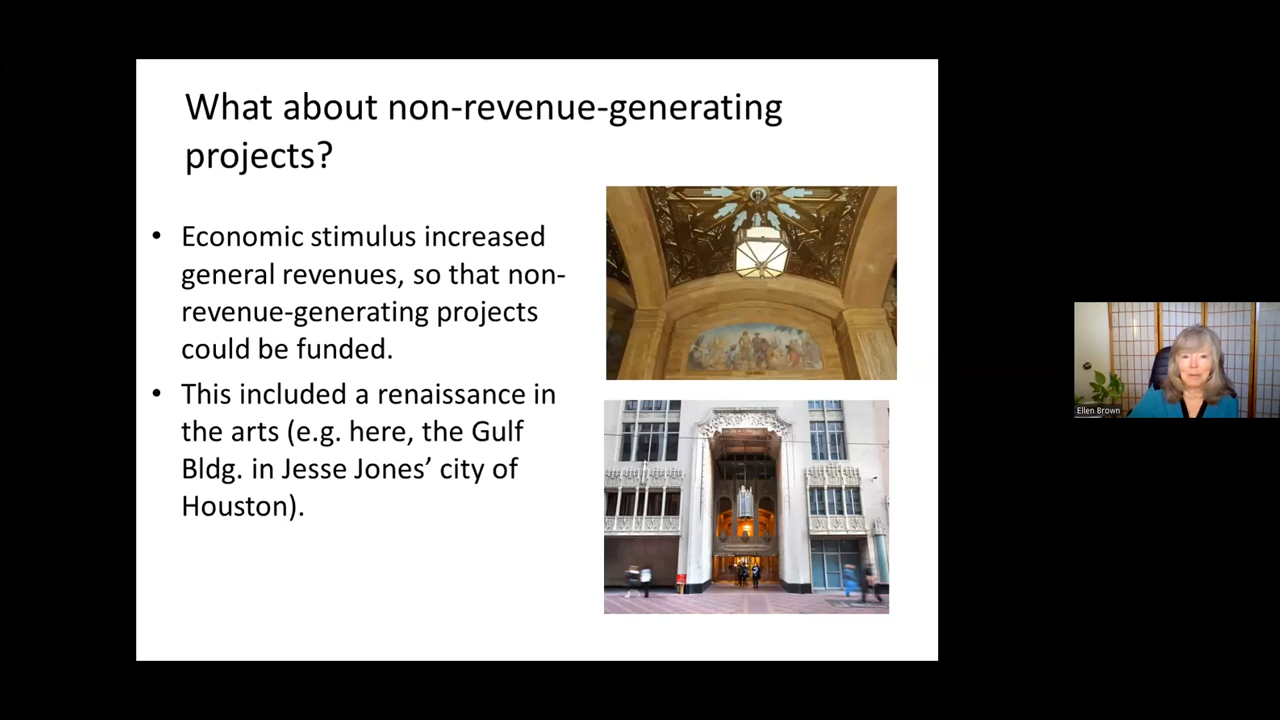 What about non-revenue-generating
projects?
• Economic stimulus increased
general revenues, so that non-
revenue-generating projects
could be funded.
• This included a renaissance in
the arts (e.g. here, the Gulf
Bldg. in Jesse Jones’ city of
Houston).
Ellen Brown